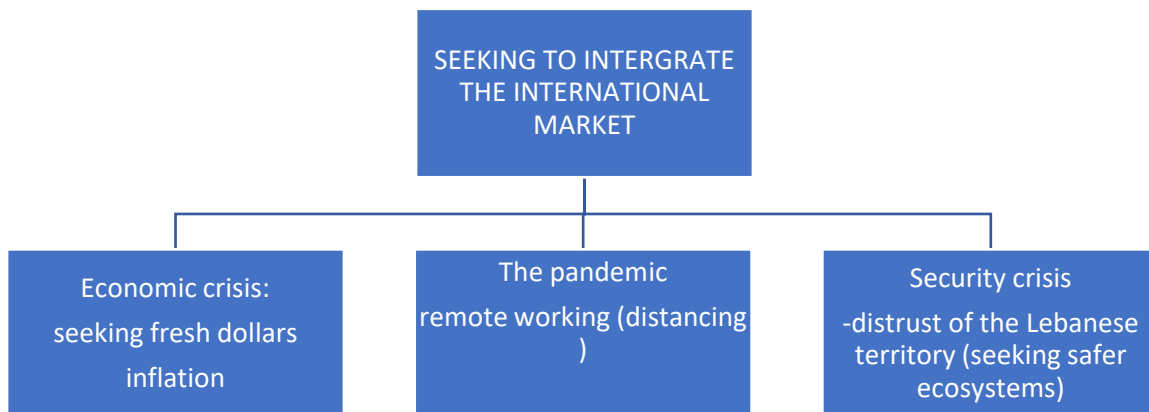 SEEKING TO INTERGRATE
THE INTERNATIONAL
MARKET
Economic crisis:
seeking fresh dollars
inflation
The pandemic
remote working (distancing
)
Security crisis
-distrust of the Lebanese
territory (seeking safer
ecosystems)